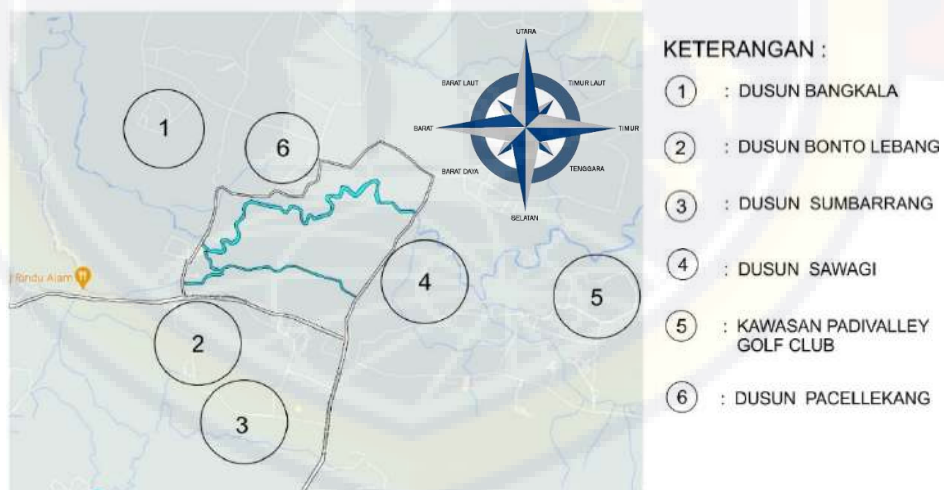 UTARA
BARAT LAUT
TIMUR LAUT
BARAT
TIMUR
BARAT DAYA
TENGGARA
SELATAN
1
6
Rindu Alam
4
5
2
3
KETERANGAN :
1 : DUSUN BANGKALA
2 : DUSUN BONTO LEBANG
3 : DUSUN SUMBARRANG
4 : DUSUN SAWAGI
5 : KAWASAN PADIVALLEY
GOLF CLUB
6 : DUSUN PACELLEKANG